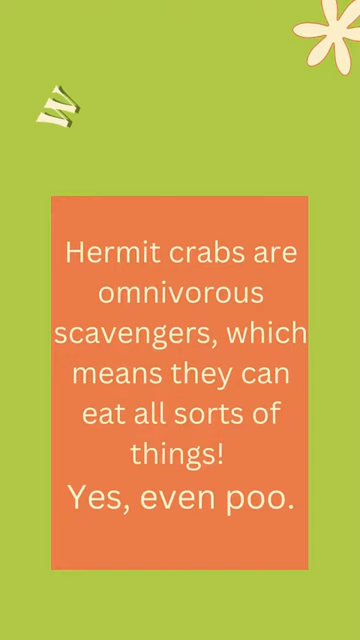 W
Hermit crabs are
omnivorous
scavengers, which
means they can
eat all sorts of
things!
Yes, even poo.